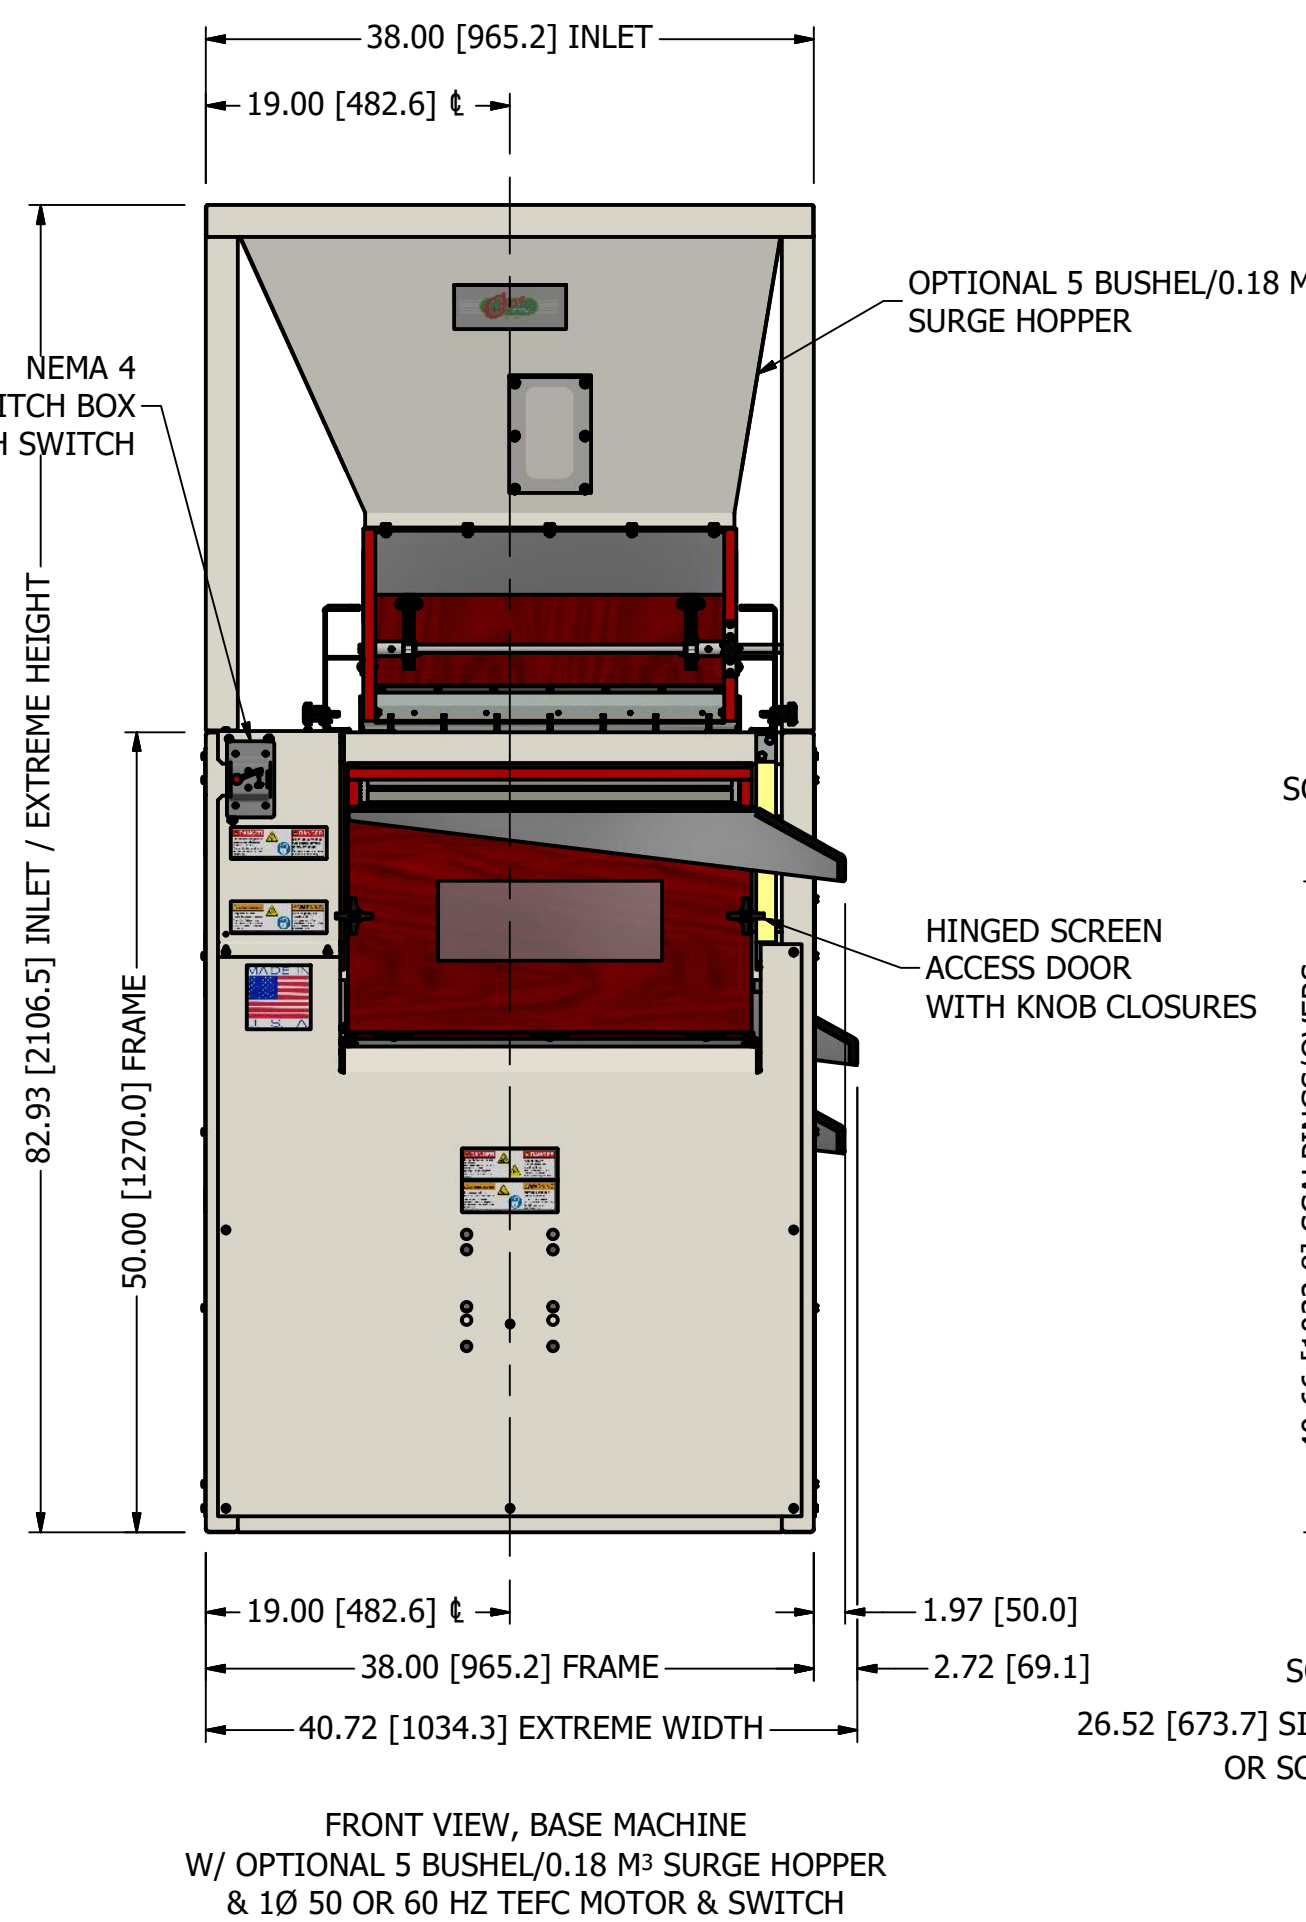 38.00 [965.2] INLET
19.00 [482.6] ℄
OPTIONAL 5 BUSHEL/0.18 M
SURGE HOPPER
NEMA 4
ITCH BOX
H SWITCH
82.93 [2106.5] INLET / EXTREME HEIGHT
50.00 [1270.0] FRAME
DANGER DANGER
MADE IN
U.S.A
HINGED SCREEN
ACCESS DOOR
WITH KNOB CLOSURES
DANGER DANGER
19.00 [482.6] ℄
1.97 [50.0]
38.00 [965.2] FRAME
2.72 [69.1]
40.72 [1034.3] EXTREME WIDTH
26.52 [673.7] SI
OR SC
FRONT VIEW, BASE MACHINE
W/ OPTIONAL 5 BUSHEL/0.18 M³ SURGE HOPPER
& 1Ø 50 OR 60 HZ TEFC MOTOR & SWITCH